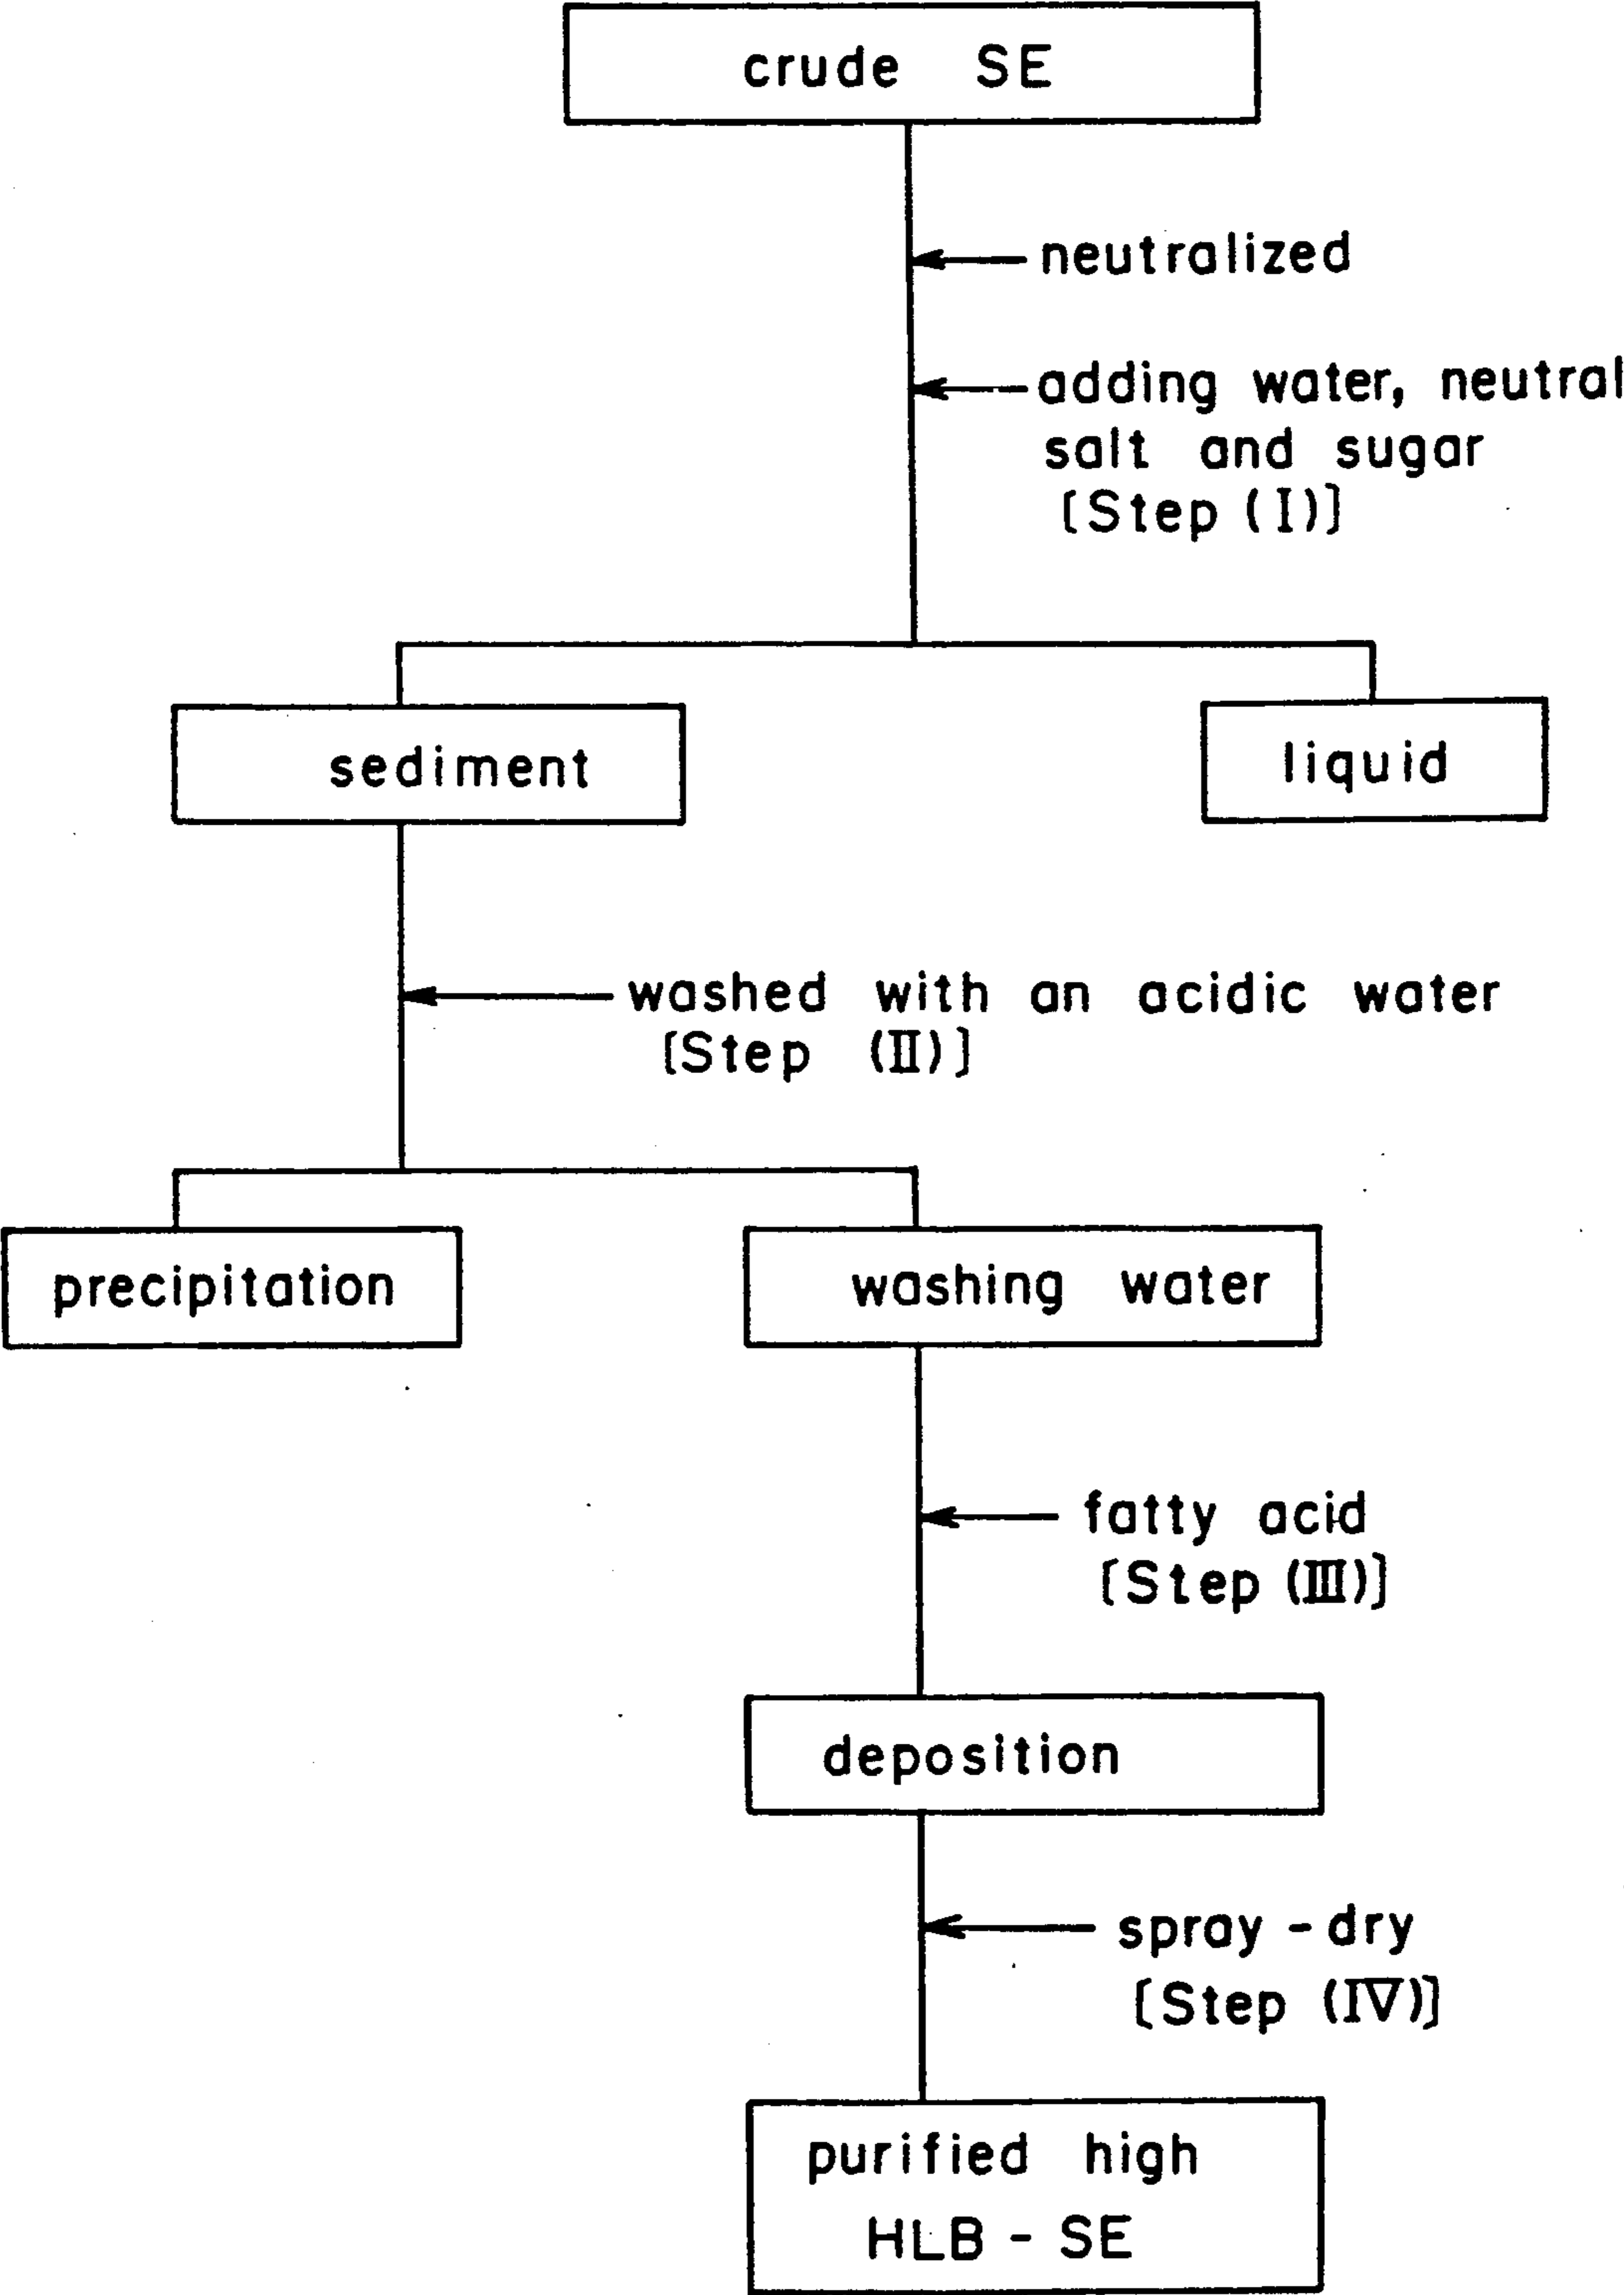 crude SE
neutralized
adding water, neutral
salt and sugar
[Step (I)]
sediment
liquid
washed with an acidic water
[Step (II)]
precipitation
washing water
fatty acid
[Step (III)]
deposition
spray-dry
[Step (IV)]
purified high
HLB - SE